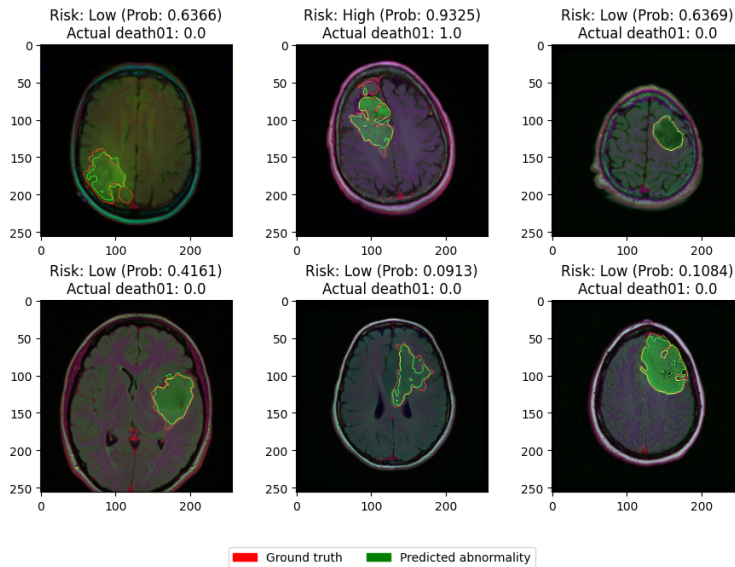 Risk: Low (Prob: 0.6366)
Actual death01: 0.0
Risk: High (Prob: 0.9325)
Actual death01: 1.0
Risk: Low (Prob: 0.6369)
Actual death01: 0.0
0
50
100
150
200
250
0 100 200
0
50
100
150
200
250
0 100 200
0
50
100
150
200
250
0 100 200
Risk: Low (Prob: 0.4161)
Actual death01: 0.0
Risk: Low (Prob: 0.0913)
Actual death01: 0.0
Risk: Low (Prob: 0.1084)
Actual death01: 0.0
0
50
100
150
200
250
0 100 200
0
50
100
150
200
250
0 100 200
0
50
100
150
200
250
0 100 200
Ground truth
Predicted abnormality